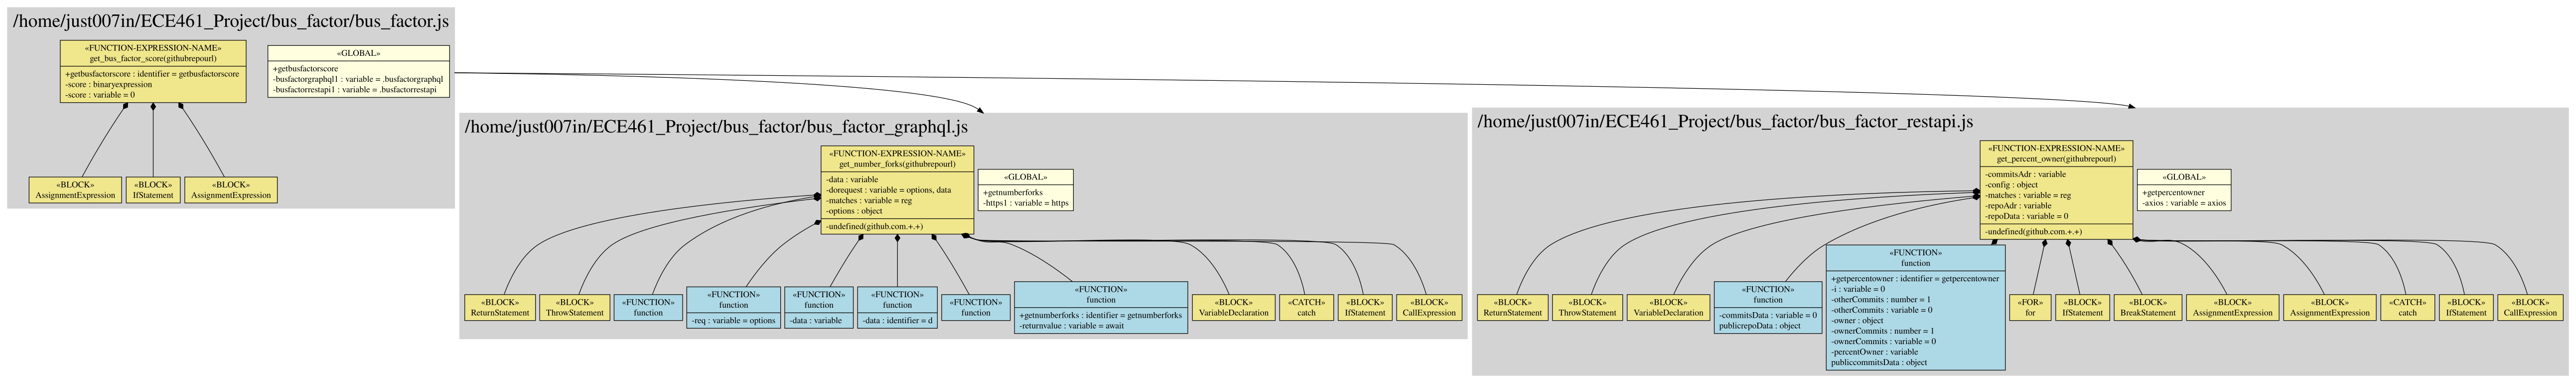 /home/just007in/ECE461_Project/bus_factor/bus_factor.js
«FUNCTION-EXPRESSION-NAME»
get_bus_factor_score(githubrepourl)
+getbusfactorscore : identifier = getbusfactorscore
-score : binaryexpression
-score : variable = 0
«GLOBAL»
+getbusfactorscore
-busfactorgraphql1 : variable = .busfactorgraphql
-busfactorrestapi1 : variable = .busfactorrestapi
«BLOCK»
AssignmentExpression
«BLOCK»
IfStatement
«BLOCK»
AssignmentExpression
/home/just007in/ECE461_Project/bus_factor/bus_factor_graphql.js
«FUNCTION-EXPRESSION-NAME»
get_number_forks(githubrepourl)
-data : variable
-dorequest : variable = options, data
-matches : variable = reg
-options : object
-undefined(github.com.+.+)
«GLOBAL»
+getnumberforks
-https1 : variable = https
«BLOCK»
ReturnStatement
«BLOCK»
ThrowStatement
«FUNCTION»
function
«FUNCTION»
function
-req : variable = options
«FUNCTION»
function
-data : variable
«FUNCTION»
function
-data : identifier = d
«FUNCTION»
function
«FUNCTION»
function
+getnumberforks : identifier = getnumberforks
-returnvalue : variable = await
«BLOCK»
VariableDeclaration
«CATCH»
catch
«BLOCK»
IfStatement
«BLOCK»
CallExpression
/home/just007in/ECE461_Project/bus_factor/bus_factor_restapi.js
«FUNCTION-EXPRESSION-NAME»
get_percent_owner(githubrepourl)
-commitsAdr : variable
-config : object
-matches : variable = reg
-repoAdr : variable
-repoData : variable = 0
-undefined(github.com.+.+)
«GLOBAL»
+getpercentowner
-axios : variable = axios
«BLOCK»
ReturnStatement
«BLOCK»
ThrowStatement
«BLOCK»
VariableDeclaration
«FUNCTION»
function
-commitsData : variable = 0
publicrepoData : object
«FUNCTION»
function
+getpercentowner : identifier = getpercentowner
-i : variable = 0
-otherCommits : number = 1
-otherCommits : variable = 0
-owner : object
-ownerCommits : number = 1
-ownerCommits : variable = 0
-percentOwner : variable
publiccommitsData : object
«FOR»
for
«BLOCK»
IfStatement
«BLOCK»
BreakStatement
«BLOCK»
AssignmentExpression
«BLOCK»
AssignmentExpression
«CATCH»
catch
«BLOCK»
IfStatement
«BLOCK»
CallExpression